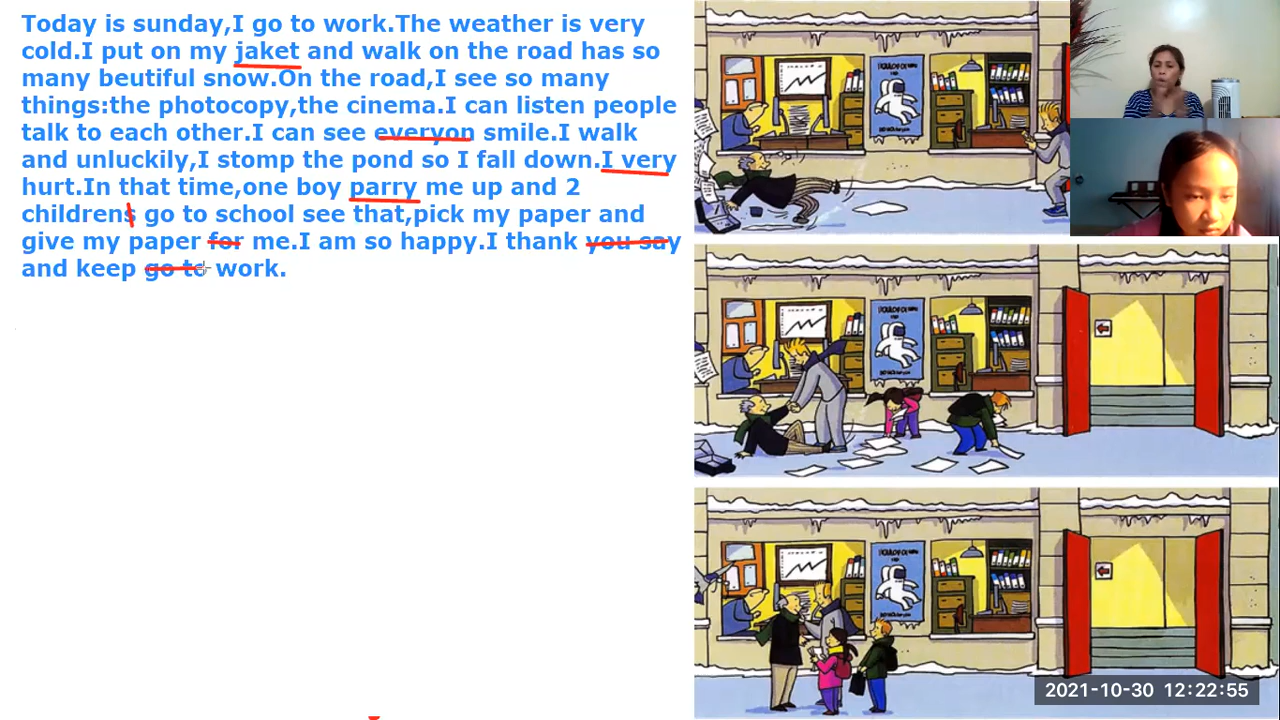 Today is sunday,I go to work.The weather is very
cold.I put on my jaket and walk on the road has so
many beutiful snow.On the road,I see so many
things:the photocopy,the cinema.I can listen people
talk to each other.I can see everyon smile.I walk
and unluckily,I stomp the pond so I fall down.I very
hurt.In that time,one boy parry me up and 2
childrens go to school see that,pick my paper and
give my paper for me.I am so happy.I thank you say
and keep go to work.
2021-10-30 12:22:55